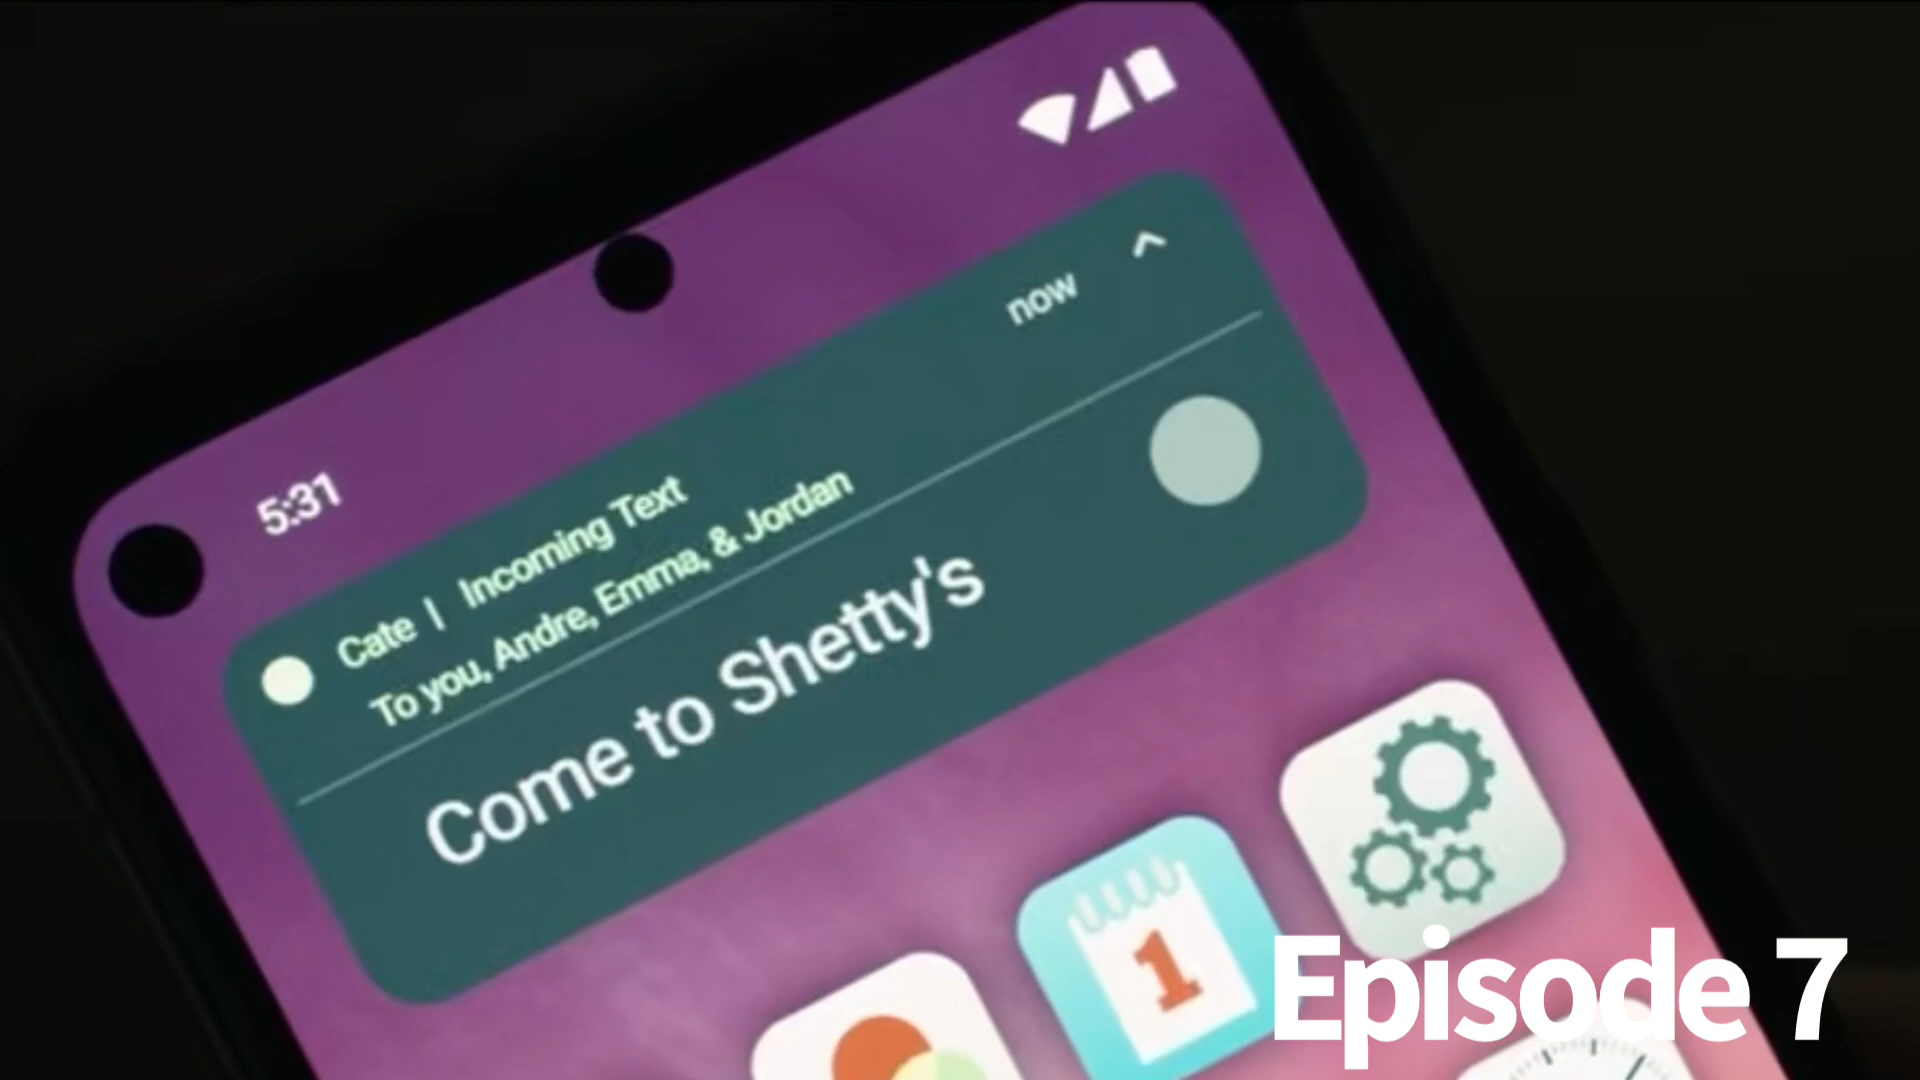 5:31
Cate | Incoming Text
now
To you, Andre, Emma, & Jordan
Come to Shetty's
1
Episode 7